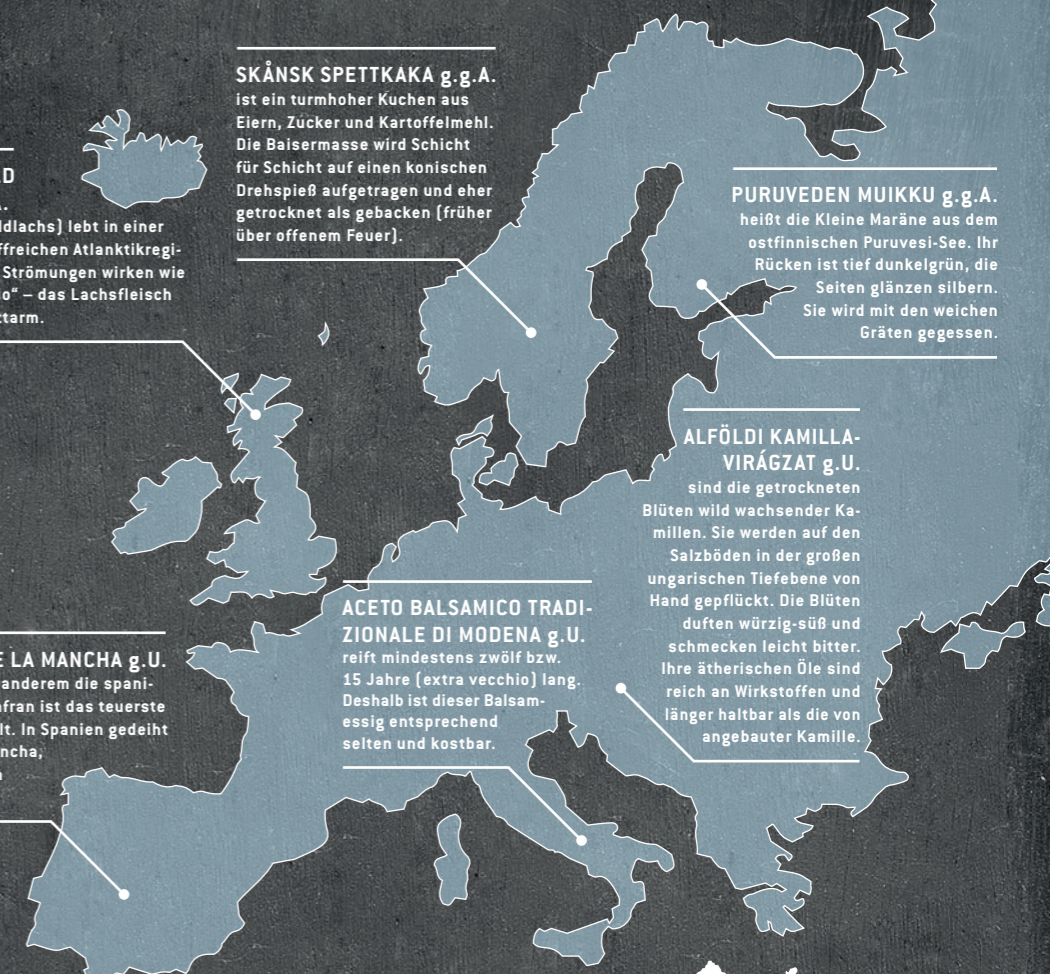 SKÅNSK SPETTKAKA g.g.A.
ist ein turmhoher Kuchen aus
Eiern, Zucker und Kartoffelmehl.
Die Baisermasse wird Schicht
für Schicht auf einen konischen
Drehspieß aufgetragen und eher
getrocknet als gebacken (früher
über offenem Feuer).
D
.
ldlachs) lebt in einer
ffreichen Atlantikregi-
Strömungen wirken wie
o“ – das Lachsfleisch
ttarm.
PURUVEDEN MUIKKU g.g.A.
heißt die Kleine Maräne aus dem
ostfinnischen Puruvesi-See. Ihr
Rücken ist tief dunkelgrün, die
Seiten glänzen silbern.
Sie wird mit den weichen
Gräten gegessen.
ALFÖLDI KAMILLA-
VIRÁGZAT g.U.
sind die getrockneten
Blüten wild wachsender Ka-
millen. Sie werden auf den
Salzböden in der großen
ungarischen Tiefebene von
Hand gepflückt. Die Blüten
duften würzig-süß und
schmecken leicht bitter.
Ihre ätherischen Öle sind
reich an Wirkstoffen und
länger haltbar als die von
angebauter Kamille.
ACETO BALSAMICO TRADI-
ZIONALE DI MODENA g.U.
reift mindestens zwölf bzw.
15 Jahre (extra vecchio) lang.
Deshalb ist dieser Balsam-
essig entsprechend
selten und kostbar.
E LA MANCHA g.U.
anderem die spani-
afran ist das teuerste
lt. In Spanien gedeiht
ncha,